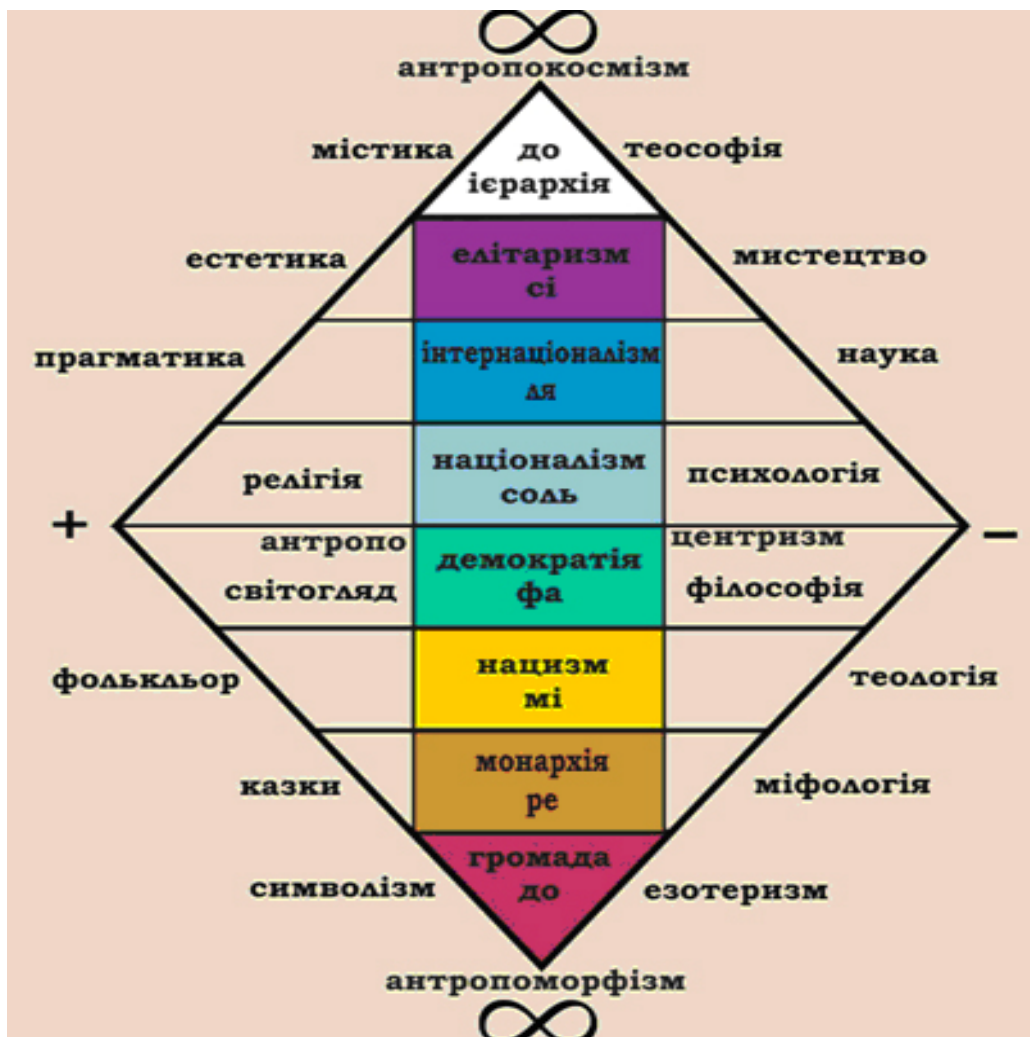 ∞
антропокосмізм
містика
до
теософія
ієрархія
естетика
елітаризм
мистецтво
сі
прагматика
інтернаціоналізм
наука
ля
релігія
націоналізм
психологія
соль
+
−
антропо
центризм
демократія
світогляд
фа
філософія
фолькльор
нацизм
теологія
мі
казки
монархія
міфологія
ре
символізм
громада
езотеризм
до
антропоморфізм
∞